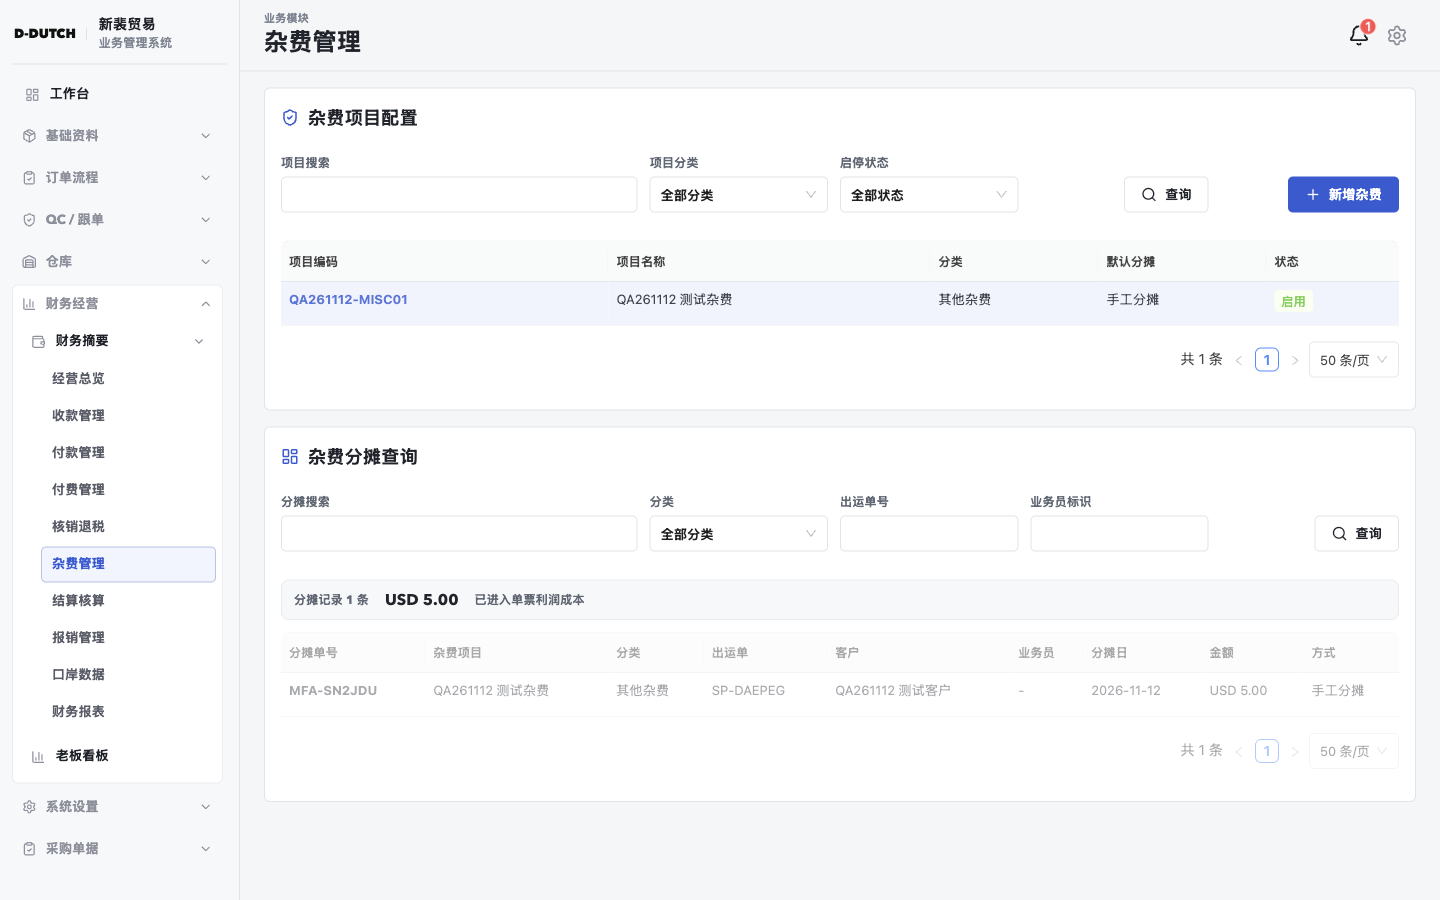 D-DUTCH
新裴贸易
业务管理系统
工作台
基础资料
订单流程
QC / 跟单
仓库
财务经营
财务摘要
经营总览
收款管理
付款管理
付费管理
核销退税
杂费管理
结算核算
报销管理
口岸数据
财务报表
老板看板
系统设置
采购单据
业务模块
杂费管理
1
杂费项目配置
项目搜索 项目分类 启停状态
全部分类 全部状态 查询 新增杂费
项目编码 项目名称 分类 默认分摊 状态
QA261112-MISC01 QA261112 测试杂费 其他杂费 手工分摊 启用
共 1 条 1 50 条/页
杂费分摊查询
分摊搜索 分类 出运单号 业务员标识
全部分类 查询
分摊记录 1 条 USD 5.00 已进入单票利润成本
分摊单号 杂费项目 分类 出运单 客户 业务员 分摊日 金额 方式
MFA-SN2JDU QA261112 测试杂费 其他杂费 SP-DAEPEG QA261112 测试客户 - 2026-11-12 USD 5.00 手工分摊
共 1 条 1 50 条/页